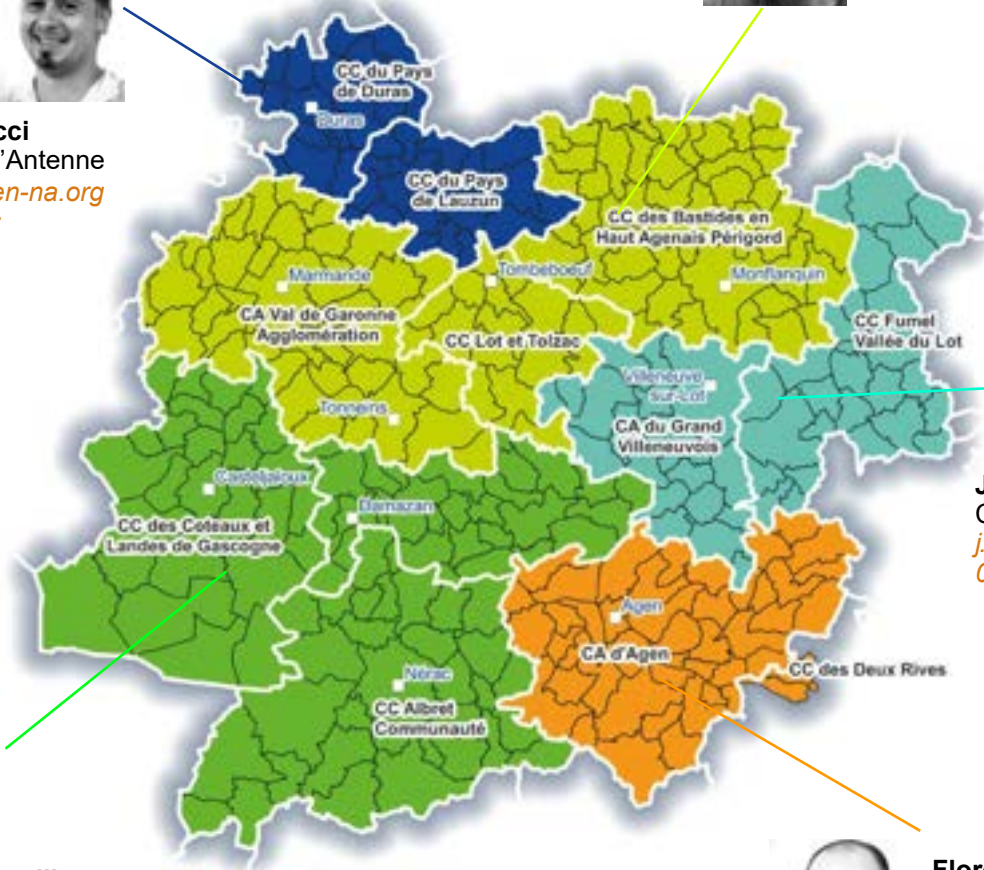 cci
'Antenne
en-na.org
CC du Pays
de Duras
Duras
CC du Pays
de Lauzun
CC des Bastides en
Haut Agenais Périgord
Marmande
Tombeboeuf
Monflanquin
CA Val de Garonne
Agglomération
CC Lot et Tolzac
CC Fumel
Vallée du Lot
Villeneuve
sur-Lot
Tonneins
CA du Grand
Villeneuvois
Casteljaloux
Damazan
J
CC des Coteaux et
Landes de Gascogne
j.
Agen
CA d'Agen
CC des Deux Rives
Nérac
CC Albret
Communauté
Flor